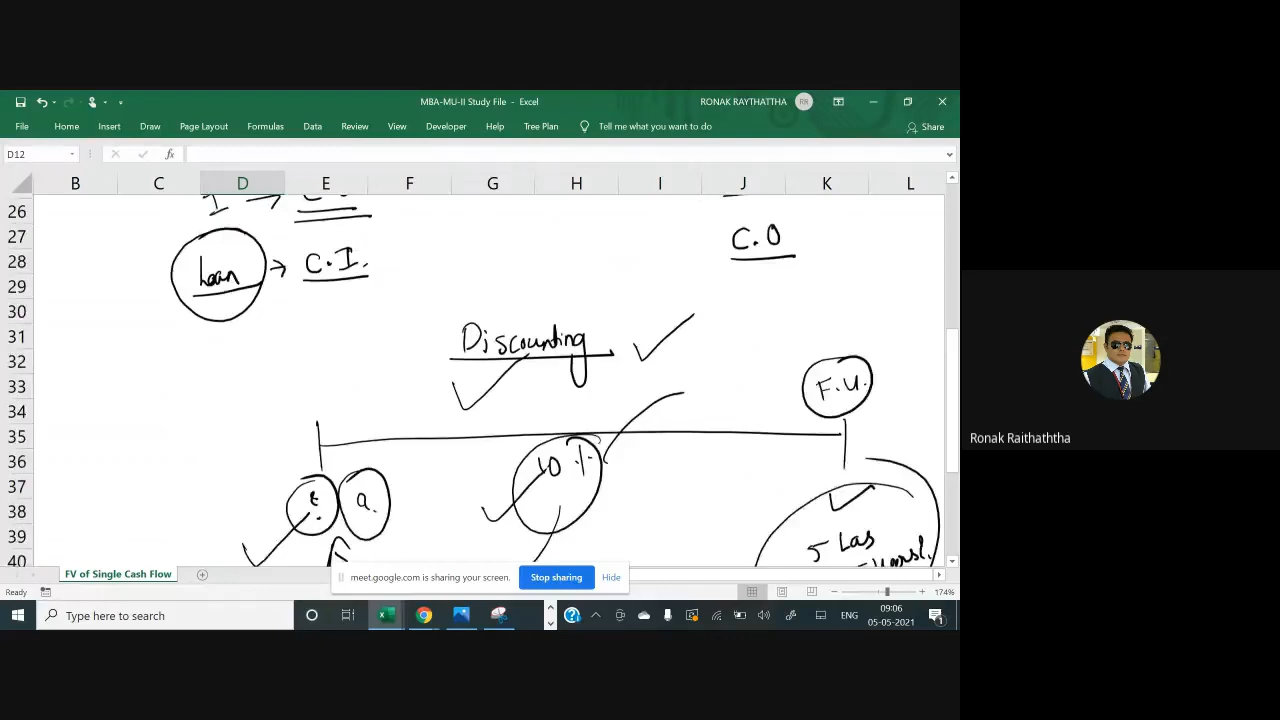 MBA-MU-II Study File - Excel
RONAK RAYTHATTHA
RR
File Home Insert Draw Page Layout Formulas Data Review View Developer Help Tree Plan Tell me what you want to do Share
D12
fx
B C D E F G H I J K L
26
27
28
29
30
31
32
33
34
35
36
37
38
39
40
I →
C.O
Loan → C.I.
Discounting
F.V.
10 %
5 Las
Ronak Raithaththa
FV of Single Cash Flow
meet.google.com is sharing your screen. Stop sharing Hide
Ready
174%
Type here to search
ENG
09:06
05-05-2021
1